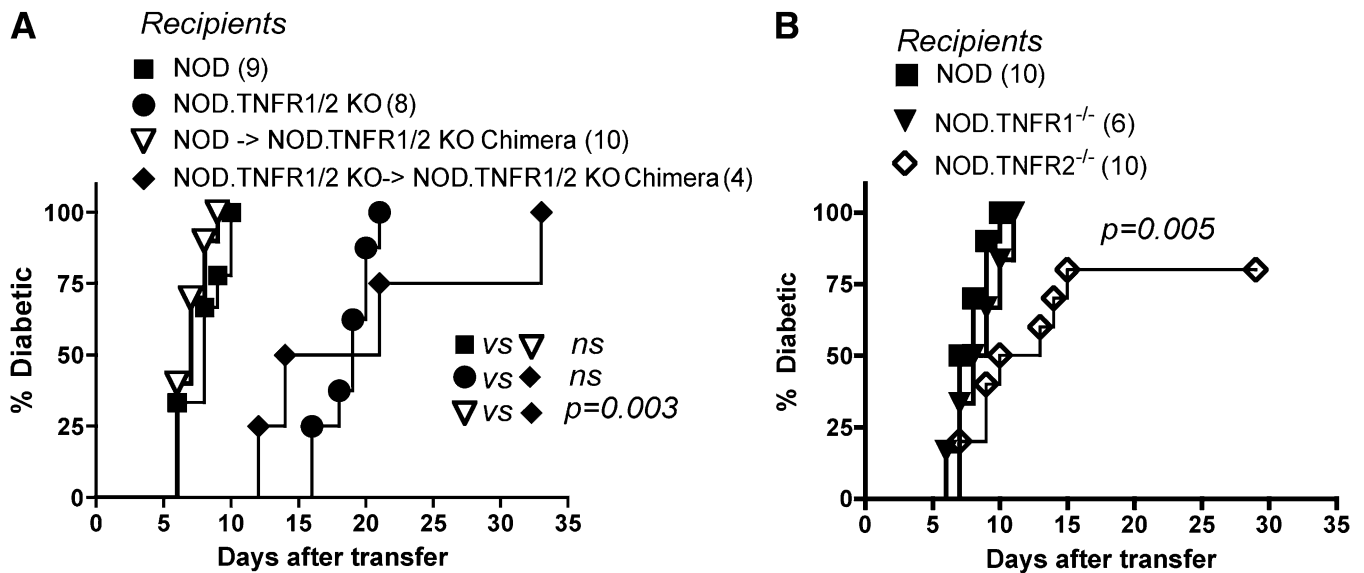 A
Recipients
NOD (9)
NOD.TNFR1/2 KO (8)
NOD -> NOD.TNFR1/2 KO Chimera (10)
NOD.TNFR1/2 KO-> NOD.TNFR1/2 KO Chimera (4)
% Diabetic
100
75
50
25
0
vs ns
vs ns
vs p=0.003
0 5 10 15 20 25 30 35
Days after transfer
B
Recipients
NOD (10)
NOD.TNFR1-/- (6)
NOD.TNFR2-/- (10)
% Diabetic
100
75
50
25
0
p=0.005
0 5 10 15 20 25 30 35
Days after transfer